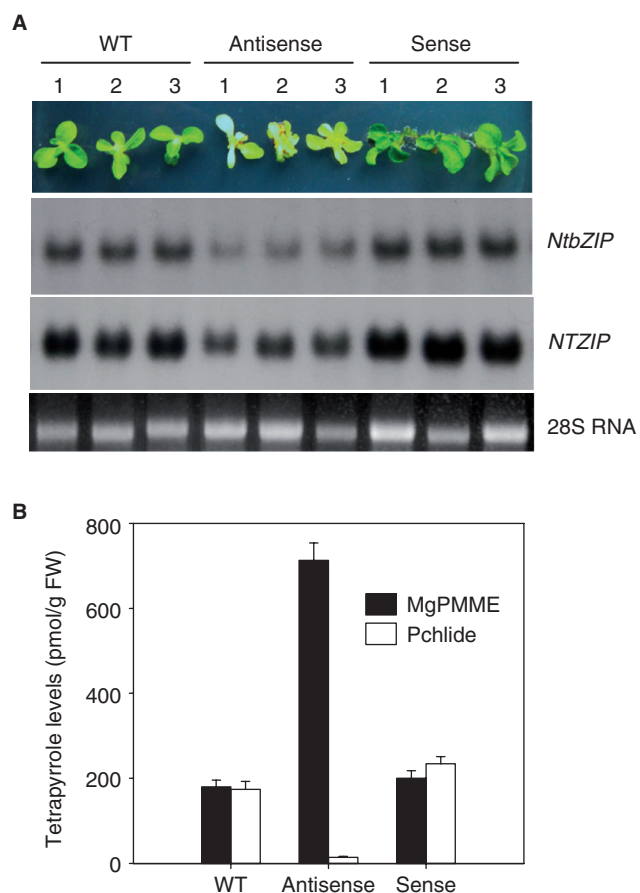 A
WT Antisense Sense
1 2 3 1 2 3 1 2 3
NtbZIP
NTZIP
28S RNA
B
Tetrapyrrole levels (pmol/g FW)
800
600
400
200
0
MgPMME
Pchlide
WT Antisense Sense